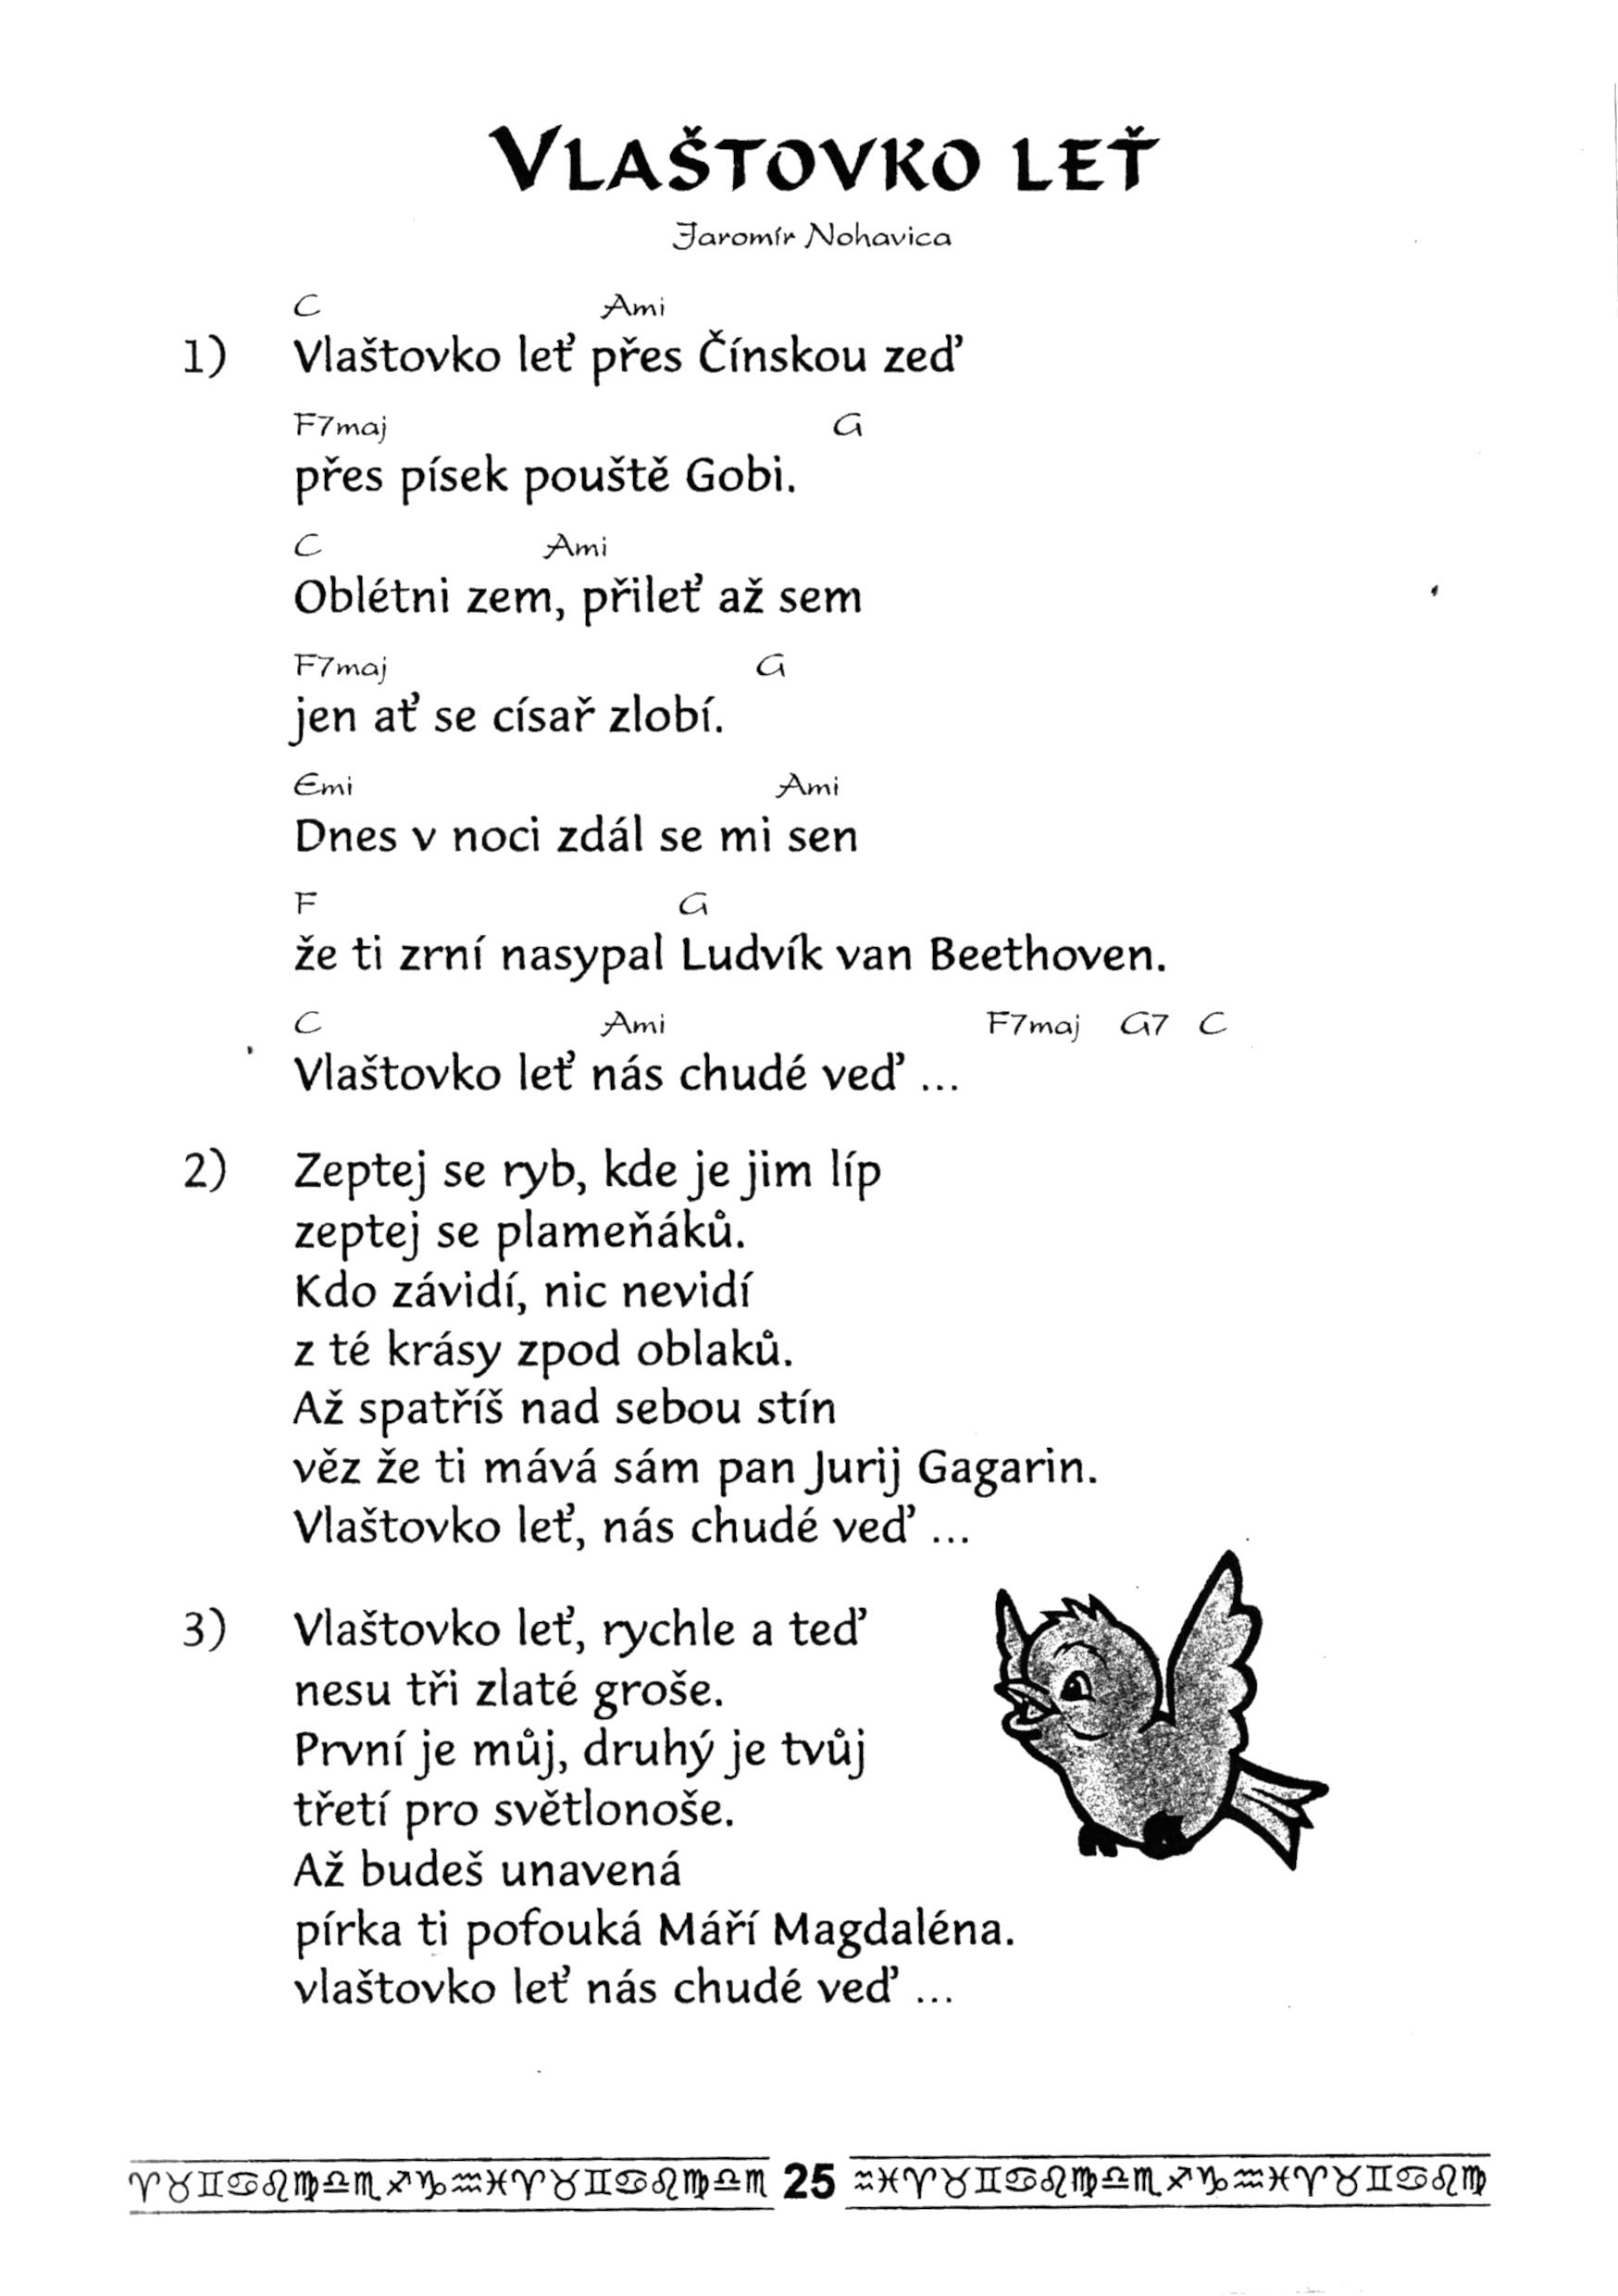 VLAŠTOVKO LEŤ
Jaromír Nohavica
C Ami
1) Vlaštovko leť přes Čínskou zeď
F7maj G
přes písek pouště Gobi.
C Ami
Oblétni zem, přileť až sem
F7maj G
jen ať se císař zlobí.
Emi Ami
Dnes v noci zdál se mi sen
F G
že ti zrní nasypal Ludvík van Beethoven.
C Ami F7maj G7 C
Vlaštovko leť nás chudé veď ...
2) Zeptej se ryb, kde je jim líp
zeptej se plameňáků.
Kdo závidí, nic nevidí
z té krásy zpod oblaků.
Až spatříš nad sebou stín
věz že ti mává sám pan Jurij Gagarin.
Vlaštovko leť, nás chudé veď ...
3) Vlaštovko leť, rychle a teď
nesu tři zlaté groše.
První je můj, druhý je tvůj
třetí pro světlonoše.
Až budeš unavená
pírka ti pofouká Máří Magdaléna.
vlaštovko leť nás chudé veď ...
♈♉♊♋♌♍♎♏♐♑♒♓♈♉♊♋♌♍♎♏ 25 ♒♓♈♉♊♋♌♍♎♏♐♑♒♓♈♉♊♋♌♍